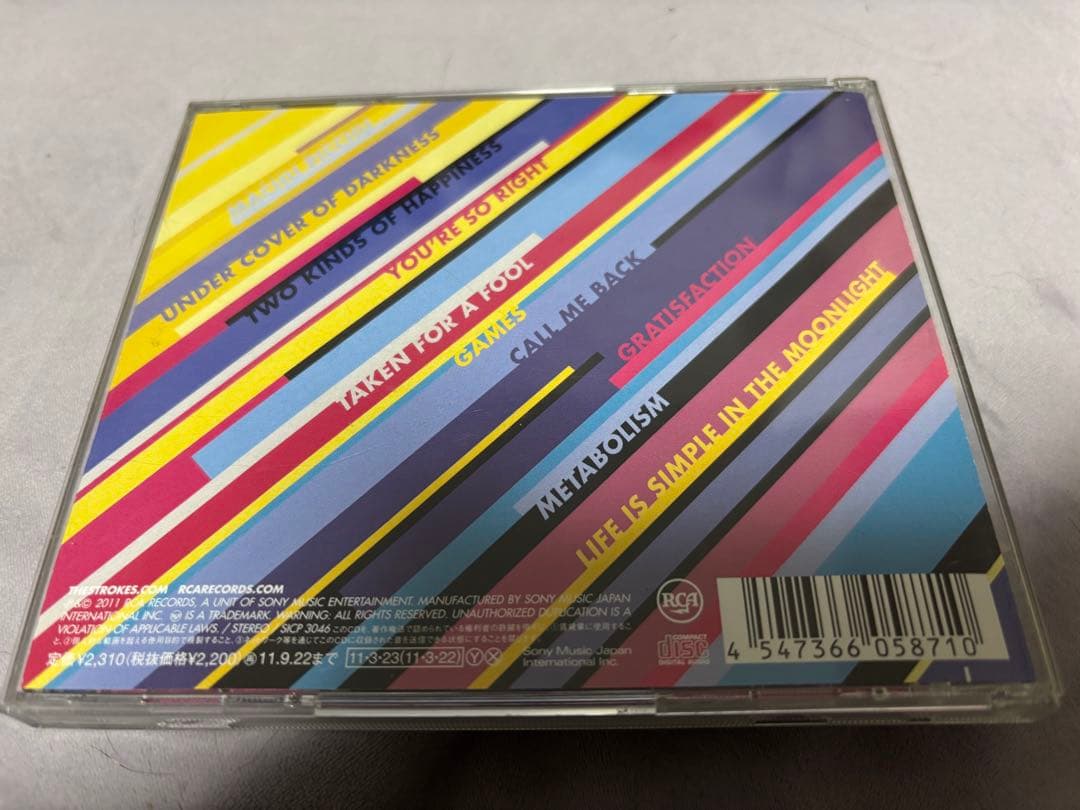 UNDER COVER OF DARKNESS
TWO KINDS OF HAPPINESS
YOU'RE SO RIGHT
TAKEN FOR A FOOL
GAMES
CALL ME BACK
GRATISFACTION
METABOLISM
LIFE IS SIMPLE IN THE MOONLIGHT
THESTROKES.COM RCARECORDS.COM
℗&© 2011 RCA RECORDS, A UNIT OF SONY MUSIC ENTERTAINMENT. MANUFACTURED BY SONY MUSIC JAPAN
INTERNATIONAL INC. IS A TRADEMARK. WARNING: ALL RIGHTS RESERVED. UNAUTHORIZED DUPLICATION IS A
VIOLATION OF APPLICABLE LAWS. / STEREO SICP 3046
定価¥2,310(税抜価格¥2,200) 再11.9.22まで 11・3・23(11・3・22) Y X
Sony Music Japan
International Inc.
RCA
COMPACT
disc
DIGITAL AUDIO
4 547366 058710